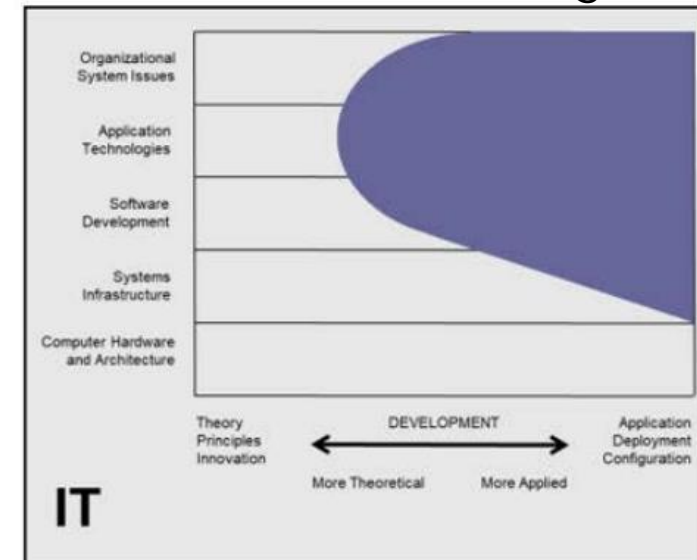 Organizational
System Issues
Application
Technologies
Software
Development
Systems
Infrastructure
Computer Hardware
and Architecture
Theory
Principles
Innovation
DEVELOPMENT
Application
Deployment
Configuration
More Theoretical
More Applied
IT